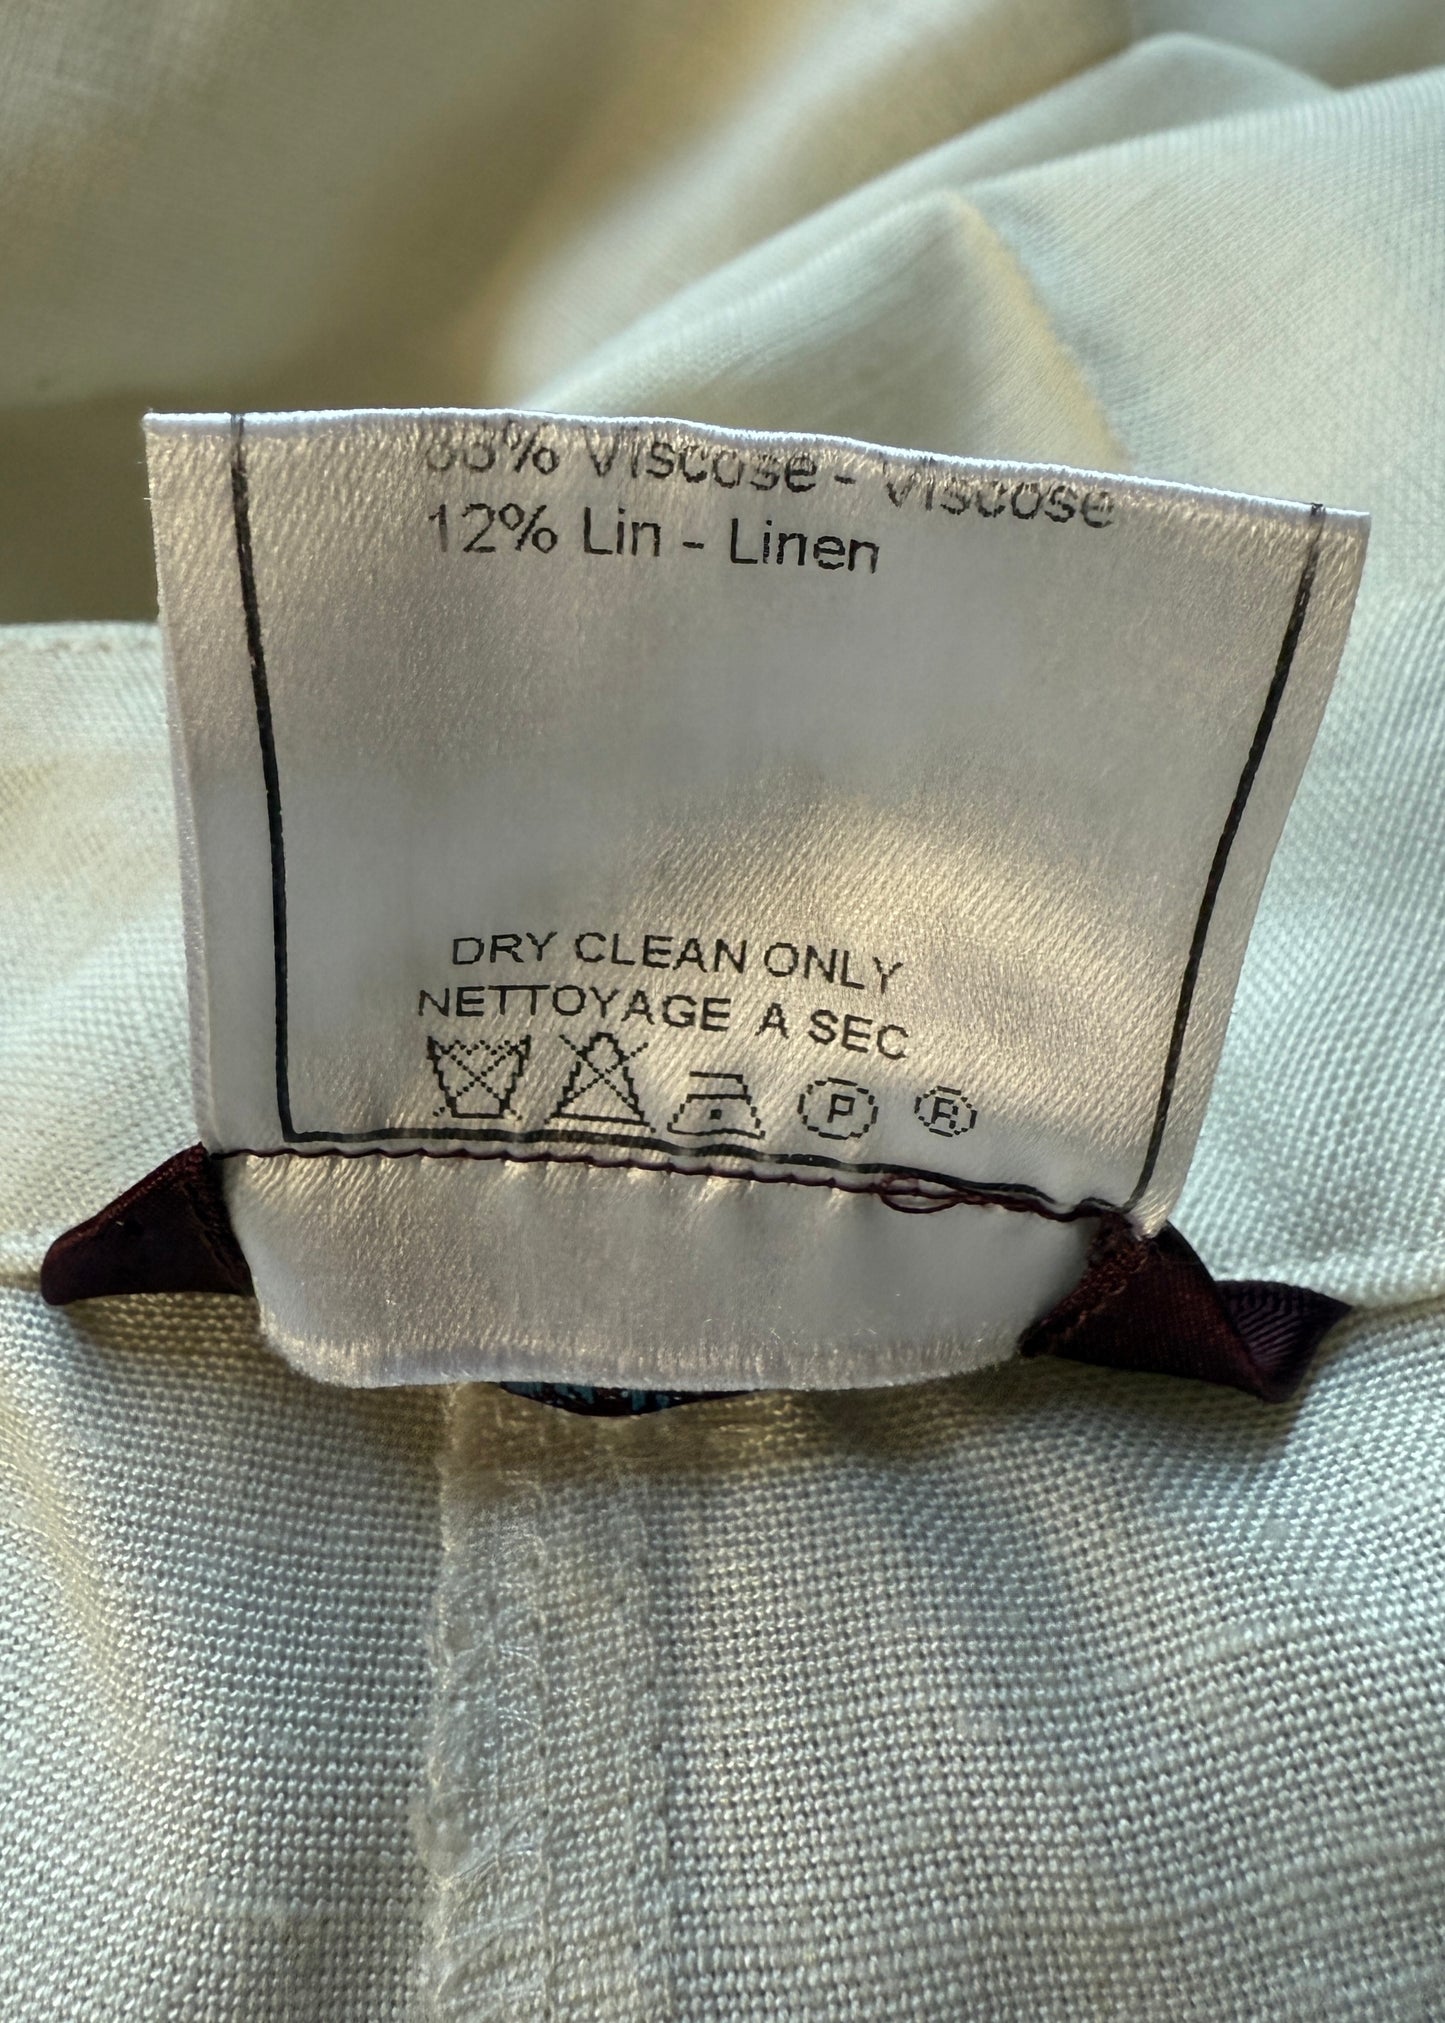 Viscose - Viscose
12% Lin - Linen
DRY CLEAN ONLY
NETTOYAGE A SEC
P R